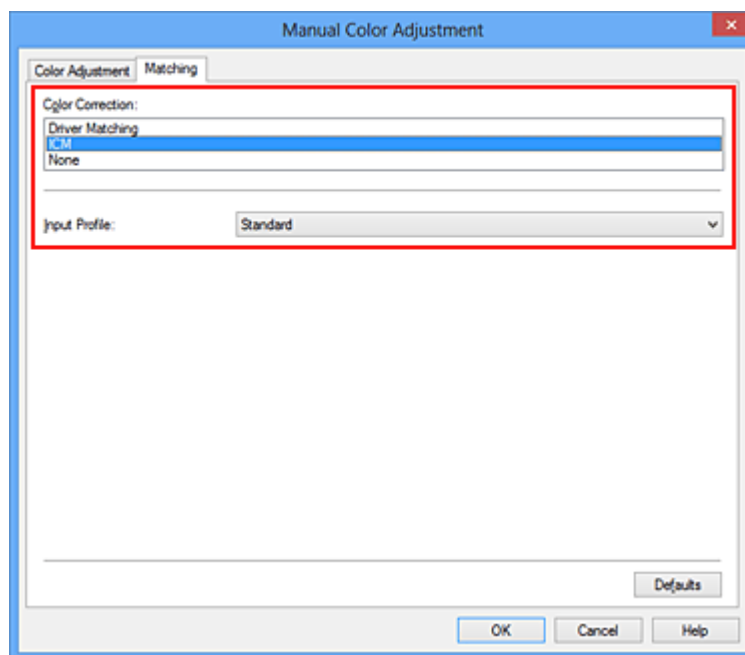 Manual Color Adjustment
Color Adjustment Matching
Color Correction:
Driver Matching
ICM
None
Input Profile: Standard
Defaults
OK Cancel Help